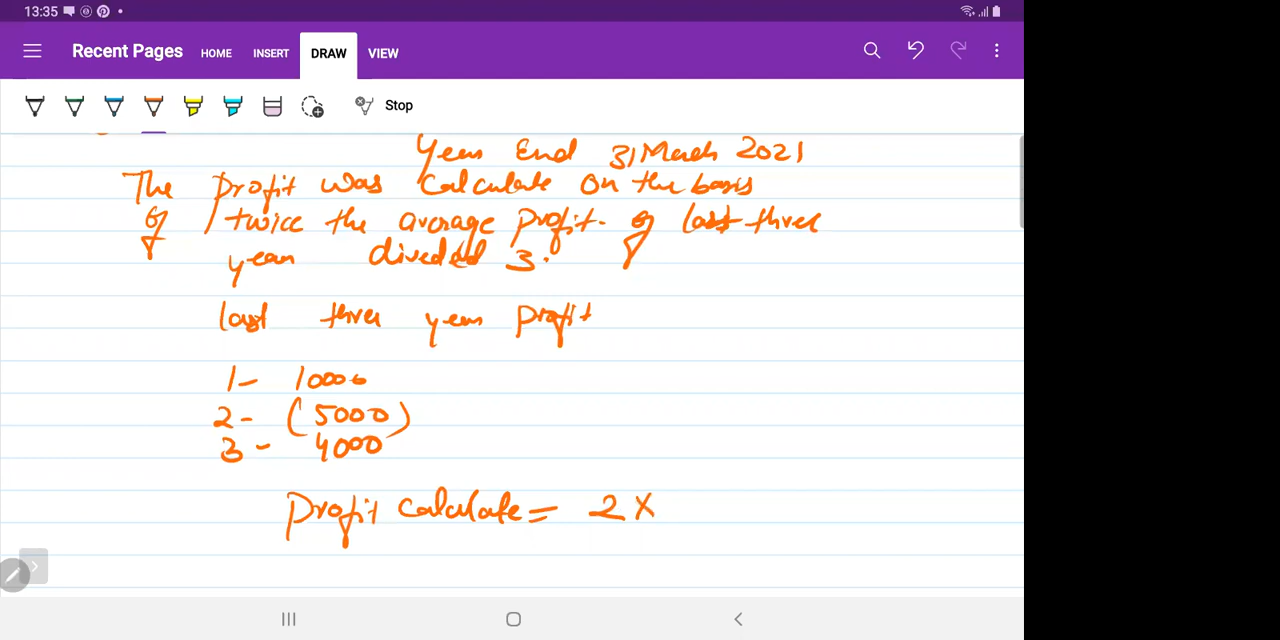 13:35
Recent Pages HOME INSERT DRAW VIEW
Stop
Year End 31 March 2021
The profit was calculate on the basis
of twice the average profit. of last three
year diveded 3.
last three year profit
1- 10000
2- (5000)
3- 4000
profit calculate = 2 X